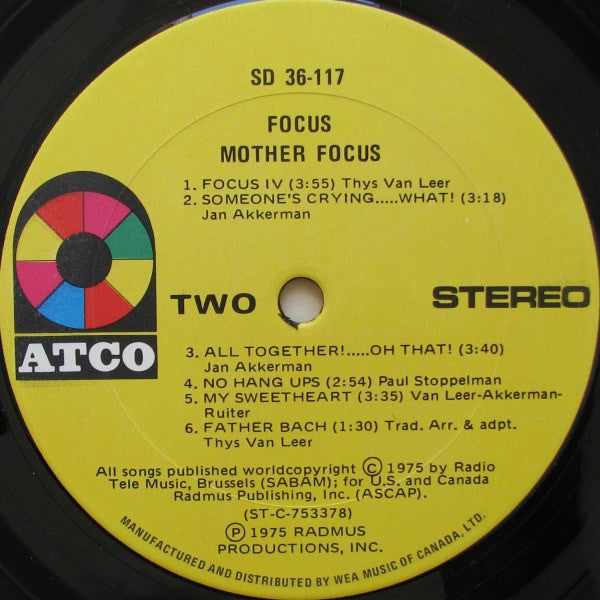 SD 36-117
FOCUS
MOTHER FOCUS
1. FOCUS IV (3:55) Thys Van Leer
2. SOMEONE'S CRYING.....WHAT! (3:18)
Jan Akkerman
TWO
STEREO
ATCO
3. ALL TOGETHER!.....OH THAT! (3:40)
Jan Akkerman
4. NO HANG UPS (2:54) Paul Stoppelman
5. MY SWEETHEART (3:35) Van Leer-Akkerman-
Ruiter
6. FATHER BACH (1:30) Trad. Arr. & adpt.
Thys Van Leer
All songs published worldcopyright © 1975 by Radio
Tele Music, Brussels (SABAM); for U.S. and Canada
Radmus Publishing, Inc. (ASCAP).
(ST-C-753378)
℗ 1975 RADMUS
PRODUCTIONS, INC.
MANUFACTURED AND DISTRIBUTED BY WEA MUSIC OF CANADA, LTD.